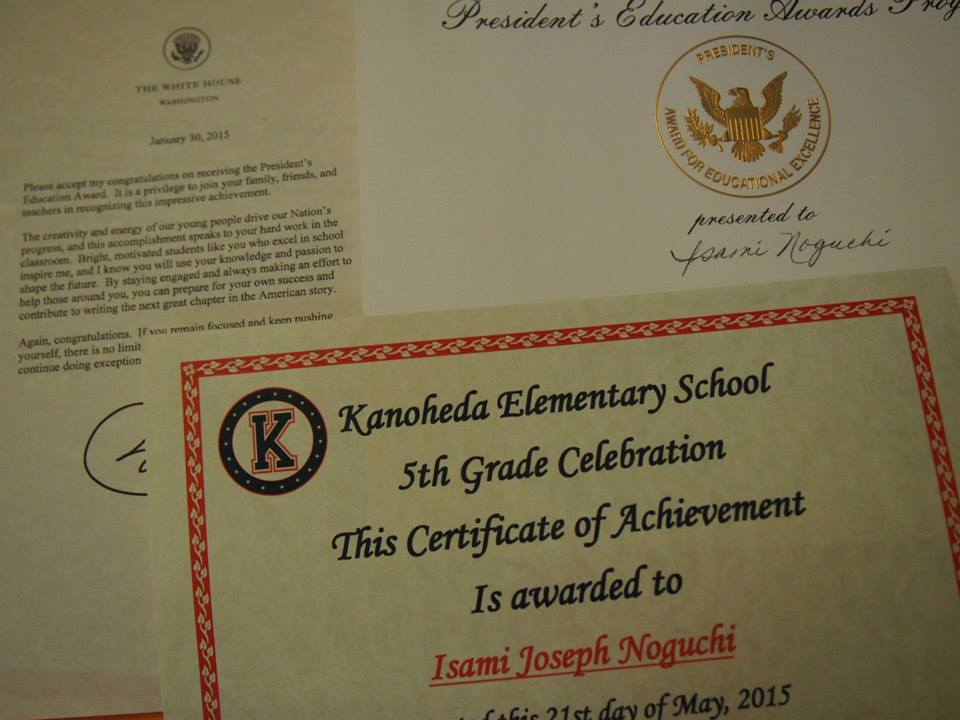 THE WHITE HOUSE
WASHINGTON
January 30, 2015
Please accept my congratulations on receiving the President's
Education Award. It is a privilege to join your family, friends, and
teachers in recognizing this impressive achievement.
The creativity and energy of our young people drive our Nation's
progress, and this accomplishment speaks to your hard work in the
classroom. Bright, motivated students like you who excel in school
inspire me, and I know you will use your knowledge and passion to
shape the future. By staying engaged and always making an effort to
help those around you, you can prepare for your own success and
contribute to writing the next great chapter in the American story.
Again, congratulations. If you remain focused and keep pushing
yourself, there is no limit
continue doing exception
President's Education Awards Prog
PRESIDENT'S
AWARD FOR EDUCATIONAL EXCELLENCE
presented to
Isami Noguchi
K
Kanoheda Elementary School
5th Grade Celebration
This Certificate of Achievement
Is awarded to
Isami Joseph Noguchi
this 21st day of May, 2015